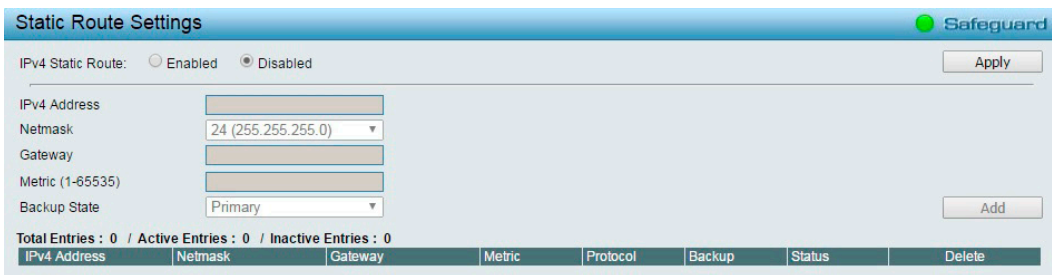 Static Route Settings
Safeguard
IPv4 Static Route: Enabled Disabled Apply
IPv4 Address
Netmask 24 (255.255.255.0)
Gateway
Metric (1-65535)
Backup State Primary Add
Total Entries : 0 / Active Entries : 0 / Inactive Entries : 0
IPv4 Address Netmask Gateway Metric Protocol Backup Status Delete